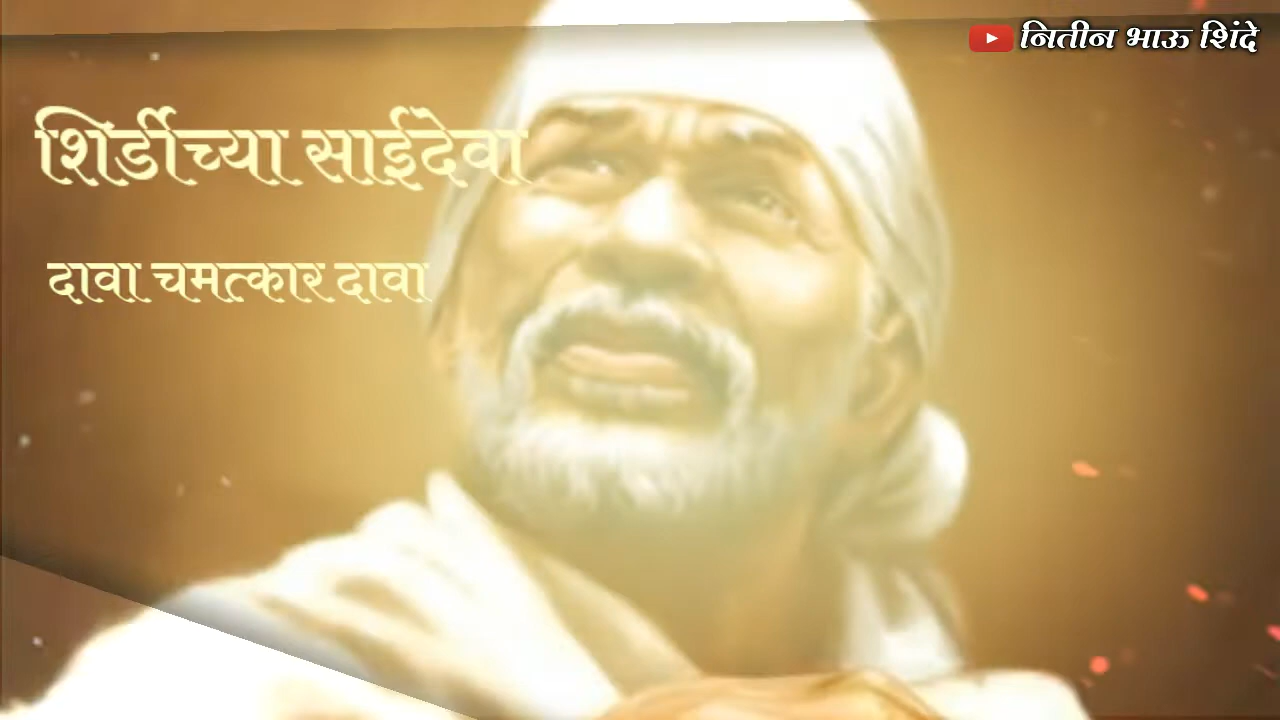 नितीन भाऊ शिंदे
शिर्डीच्या साईदेवा
दावा चमत्कार दावा